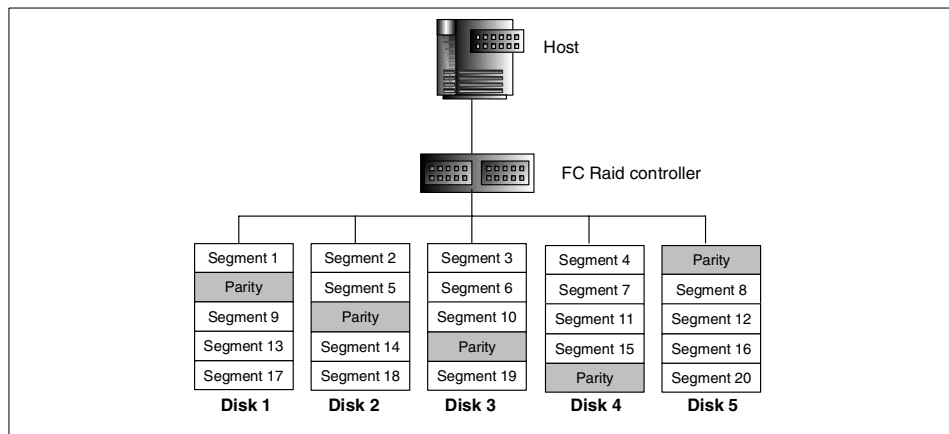 Host
FC Raid controller
Segment 1
Parity
Segment 9
Segment 13
Segment 17
Disk 1
Segment 2
Segment 5
Parity
Segment 14
Segment 18
Disk 2
Segment 3
Segment 6
Segment 10
Parity
Segment 19
Disk 3
Segment 4
Segment 7
Segment 11
Segment 15
Parity
Disk 4
Parity
Segment 8
Segment 12
Segment 16
Segment 20
Disk 5